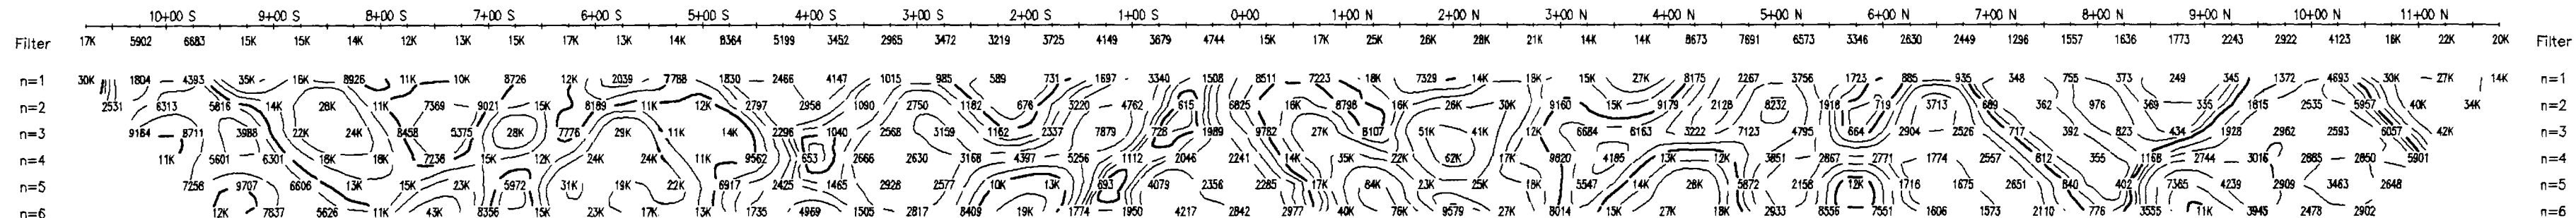 10+00 S 9+00 S 8+00 S 7+00 S 6+00 S 5+00 S 4+00 S 3+00 S 2+00 S 1+00 S 0+00 1+00 N 2+00 N 3+00 N 4+00 N 5+00 N 6+00 N 7+00 N 8+00 N 9+00 N 10+00 N 11+00 N
Filter 17K 5902 6683 15K 15K 14K 12K 13K 15K 17K 13K 14K 8364 5199 3452 2965 3472 3219 3725 4149 3679 4744 15K 17K 25K 26K 28K 21K 14K 14K 8673 7691 6573 3346 2630 2449 1296 1557 1636 1773 2243 2922 4123 16K 22K 20K Filter
n=1 30K 1804 4393 35K 16K 8926 11K 10K 8726 12K 2039 7788 1830 2466 4147 1015 985 589 731 1697 3340 1508 8511 7223 18K 7329 14K 18K 15K 27K 8175 2267 3756 1723 885 935 348 755 373 249 345 1372 4693 30K 27K 14K n=1
n=2 2531 6313 5816 14K 28K 11K 7369 9021 15K 8189 11K 12K 2797 2958 1090 2750 1182 676 3220 4762 615 6825 16K 8798 16K 26K 30K 9160 15K 9179 2128 8232 1918 719 3713 689 362 976 369 335 1615 2535 5957 40K 34K n=2
n=3 9164 8711 3988 22K 24K 8458 5375 28K 7776 29K 11K 14K 2296 1040 2568 3159 1162 2337 7879 728 1989 9782 27K 8107 51K 41K 12K 6684 6163 3222 7123 4795 664 2904 2526 717 392 823 434 1928 2962 2593 6057 42K n=3
n=4 11K 5601 6301 18K 18K 7236 15K 12K 24K 24K 11K 9562 653 2666 2630 3168 4397 5256 1112 2046 2241 14K 35K 22K 62K 17K 9820 4185 13K 12K 3851 2867 2771 1774 2557 612 355 1168 2744 3016 2885 2850 5901 n=4
n=5 7256 9707 6606 13K 15K 23K 5972 31K 19K 22K 6917 2425 1465 2928 2577 10K 13K 693 4079 2356 2285 17K 84K 23K 25K 18K 5547 14K 28K 5672 2156 12K 1716 1675 2651 840 402 7365 4239 2909 3463 2648 n=5
n=6 12K 7837 5626 11K 43K 8356 15K 23K 17K 13K 1735 4969 1505 2817 8409 19K 1774 1950 4217 2842 2977 40K 76K 9579 27K 8014 15K 27K 18K 2933 8556 7551 1606 1573 2110 776 3555 11K 3945 2478 2902 n=6